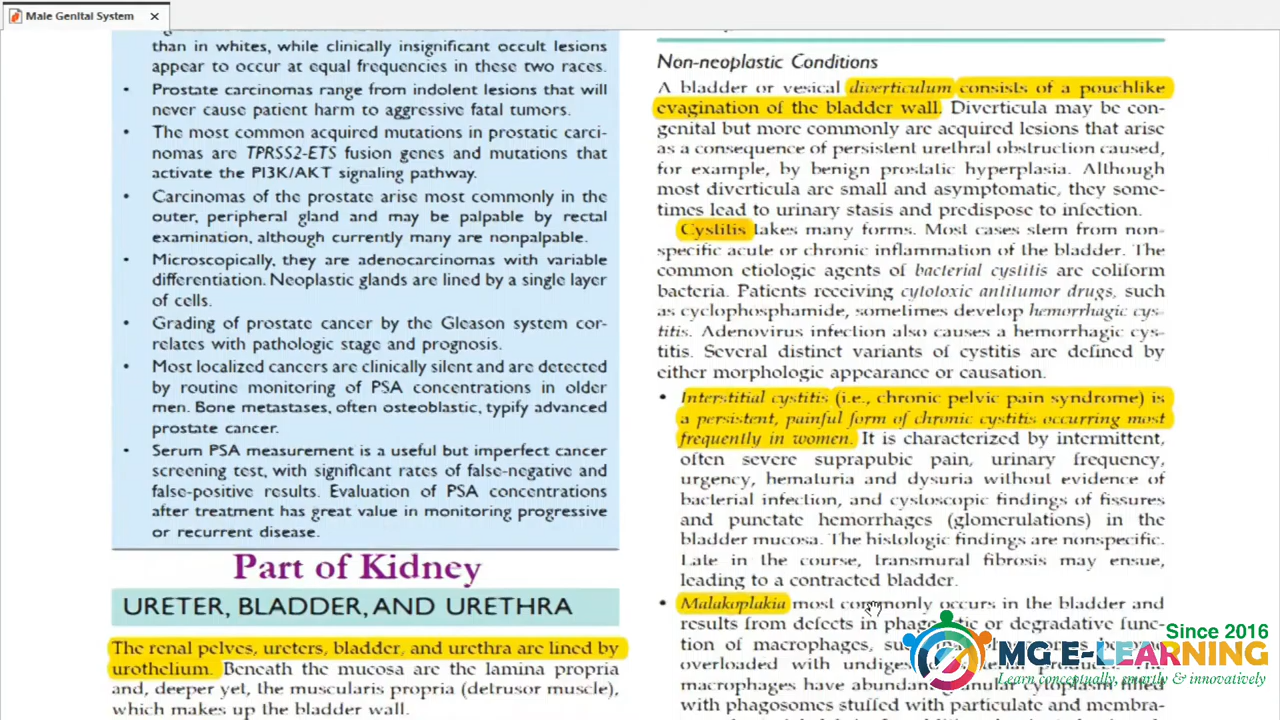 Male Genital System
than in whites, while clinically insignificant occult lesions
appear to occur at equal frequencies in these two races.
• Prostate carcinomas range from indolent lesions that will
never cause patient harm to aggressive fatal tumors.
• The most common acquired mutations in prostatic carci-
nomas are TPRSS2-ETS fusion genes and mutations that
activate the PI3K/AKT signaling pathway.
• Carcinomas of the prostate arise most commonly in the
outer, peripheral gland and may be palpable by rectal
examination, although currently many are nonpalpable.
• Microscopically, they are adenocarcinomas with variable
differentiation. Neoplastic glands are lined by a single layer
of cells.
• Grading of prostate cancer by the Gleason system cor-
relates with pathologic stage and prognosis.
• Most localized cancers are clinically silent and are detected
by routine monitoring of PSA concentrations in older
men. Bone metastases, often osteoblastic, typify advanced
prostate cancer.
• Serum PSA measurement is a useful but imperfect cancer
screening test, with significant rates of false-negative and
false-positive results. Evaluation of PSA concentrations
after treatment has great value in monitoring progressive
or recurrent disease.
Part of Kidney
URETER, BLADDER, AND URETHRA
The renal pelves, ureters, bladder, and urethra are lined by
urothelium. Beneath the mucosa are the lamina propria
and, deeper yet, the muscularis propria (detrusor muscle),
which makes up the bladder wall.
Non-neoplastic Conditions
A bladder or vesical diverticulum consists of a pouchlike
evagination of the bladder wall. Diverticula may be con-
genital but more commonly are acquired lesions that arise
as a consequence of persistent urethral obstruction caused,
for example, by benign prostatic hyperplasia. Although
most diverticula are small and asymptomatic, they some-
times lead to urinary stasis and predispose to infection.
Cystitis takes many forms. Most cases stem from non-
specific acute or chronic inflammation of the bladder. The
common etiologic agents of bacterial cystitis are coliform
bacteria. Patients receiving cytotoxic antitumor drugs, such
as cyclophosphamide, sometimes develop hemorrhagic cys-
titis. Adenovirus infection also causes a hemorrhagic cys-
titis. Several distinct variants of cystitis are defined by
either morphologic appearance or causation.
• Interstitial cystitis (i.e., chronic pelvic pain syndrome) is
a persistent, painful form of chronic cystitis occurring most
frequently in women. It is characterized by intermittent,
often severe suprapubic pain, urinary frequency,
urgency, hematuria and dysuria without evidence of
bacterial infection, and cystoscopic findings of fissures
and punctate hemorrhages (glomerulations) in the
bladder mucosa. The histologic findings are nonspecific.
Late in the course, transmural fibrosis may ensue,
leading to a contracted bladder.
• Malakoplakia most commonly occurs in the bladder and
results from defects in phagocytic or degradative func-
tion of macrophages,
overloaded with
macrophages have abundant granular cytoplasm filled
with phagosomes stuffed with particulate and membra-
Since 2016
MG E-LEARNING
Learn conceptually, smartly & innovatively